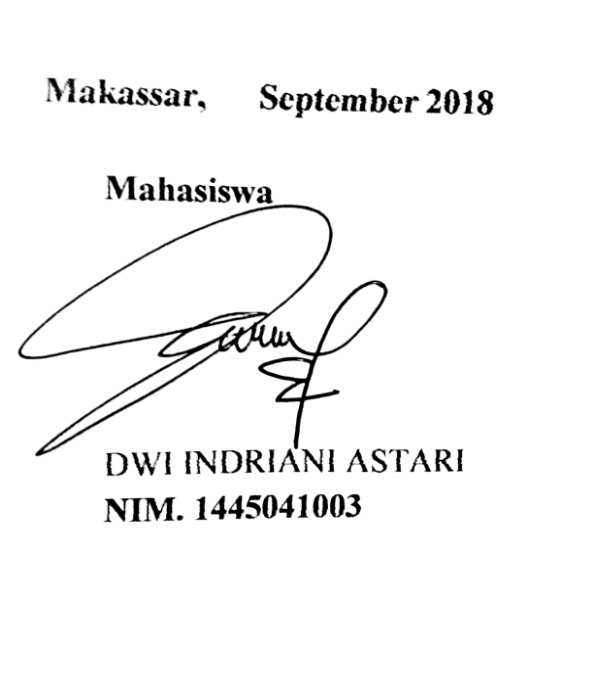 Makassar, September 2018
Mahasiswa
DWI INDRIANI ASTARI
NIM. 1445041003